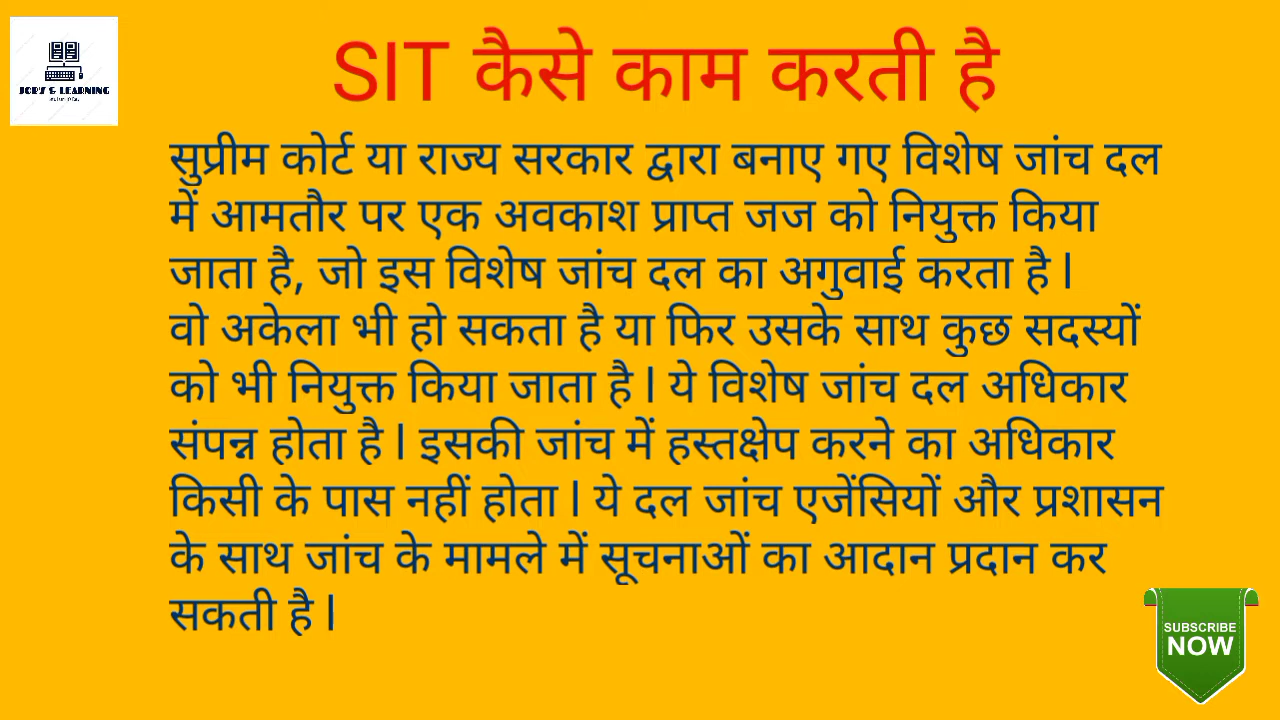 JOB'S & LEARNING
SIT कैसे काम करती है
सुप्रीम कोर्ट या राज्य सरकार द्वारा बनाए गए विशेष जांच दल
में आमतौर पर एक अवकाश प्राप्त जज को नियुक्त किया
जाता है, जो इस विशेष जांच दल का अगुवाई करता है l
वो अकेला भी हो सकता है या फिर उसके साथ कुछ सदस्यों
को भी नियुक्त किया जाता है l ये विशेष जांच दल अधिकार
संपन्न होता है l इसकी जांच में हस्तक्षेप करने का अधिकार
किसी के पास नहीं होता l ये दल जांच एजेंसियों और प्रशासन
के साथ जांच के मामले में सूचनाओं का आदान प्रदान कर
सकती है l
SUBSCRIBE
NOW